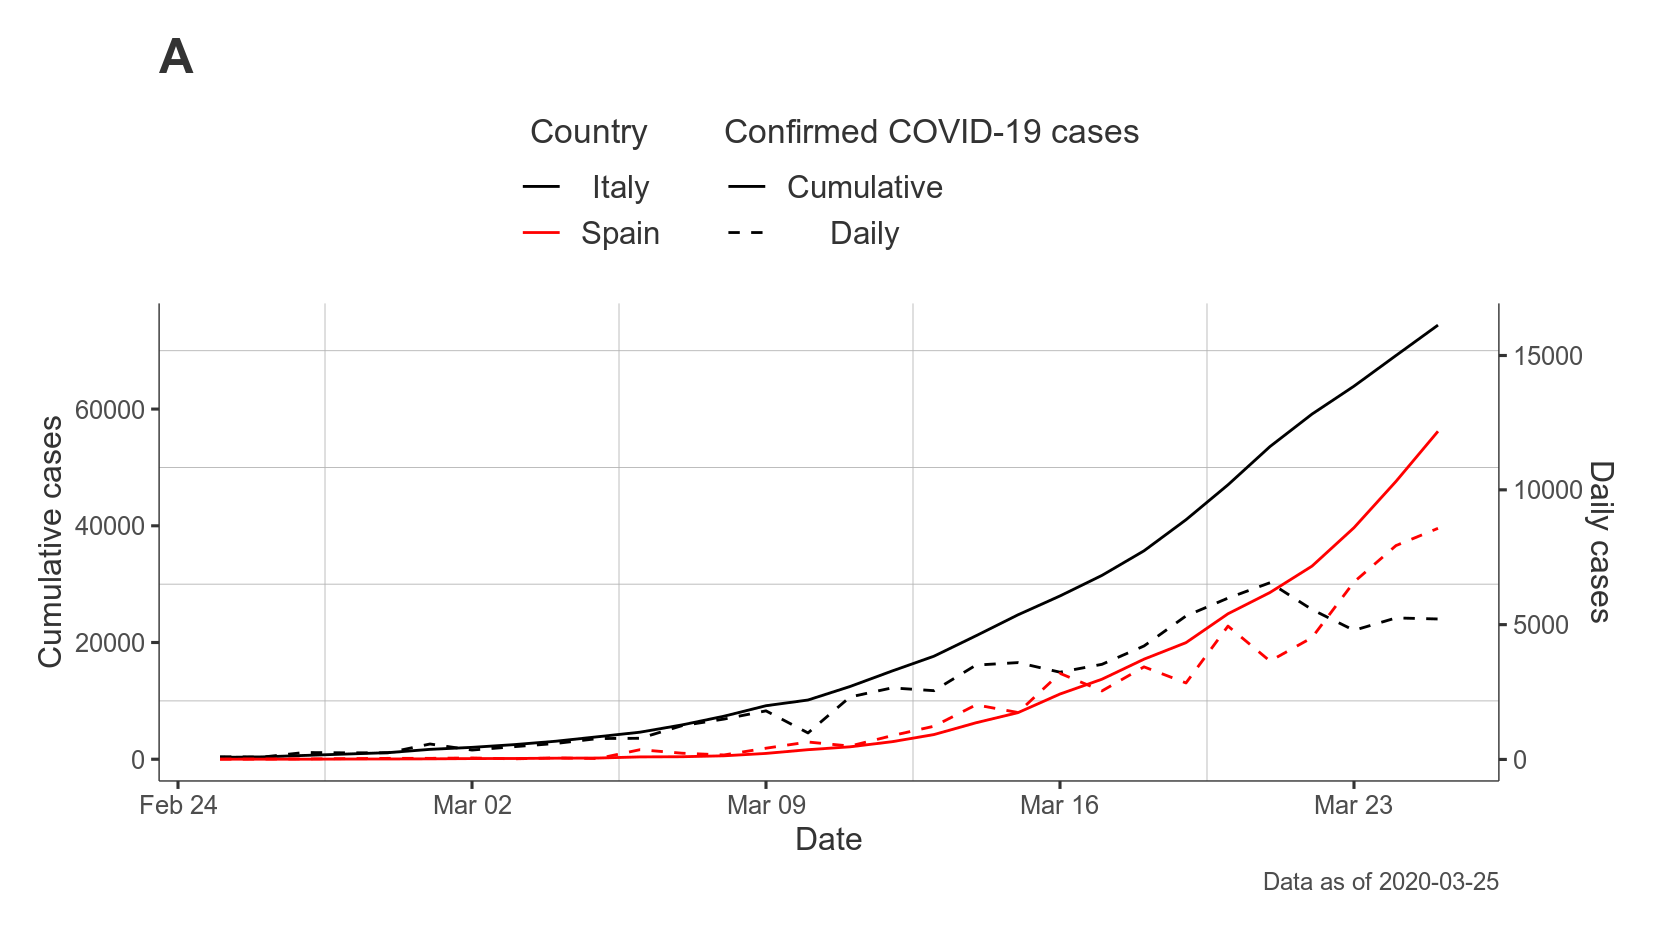 A
Country
Confirmed COVID-19 cases
Italy
Cumulative
Spain
Daily
Cumulative cases
60000
40000
20000
0
15000
10000
5000
0
Daily cases
Feb 24
Mar 02
Mar 09
Mar 16
Mar 23
Date
Data as of 2020-03-25